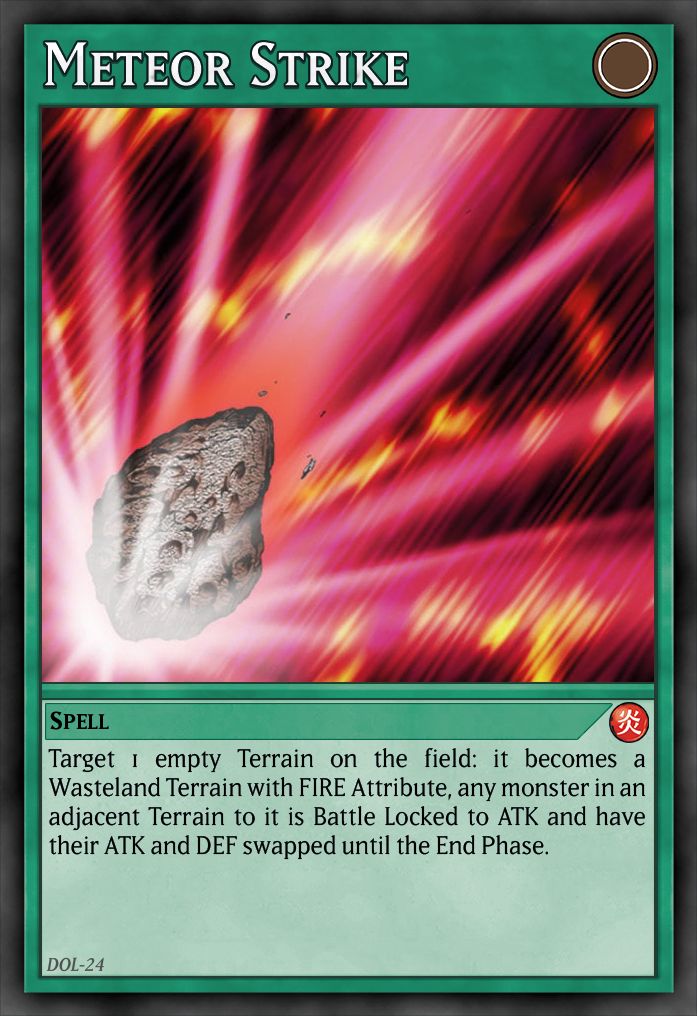 METEOR STRIKE
SPELL
炎
Target 1 empty Terrain on the field: it becomes a
Wasteland Terrain with FIRE Attribute, any monster in an
adjacent Terrain to it is Battle Locked to ATK and have
their ATK and DEF swapped until the End Phase.
DOL-24